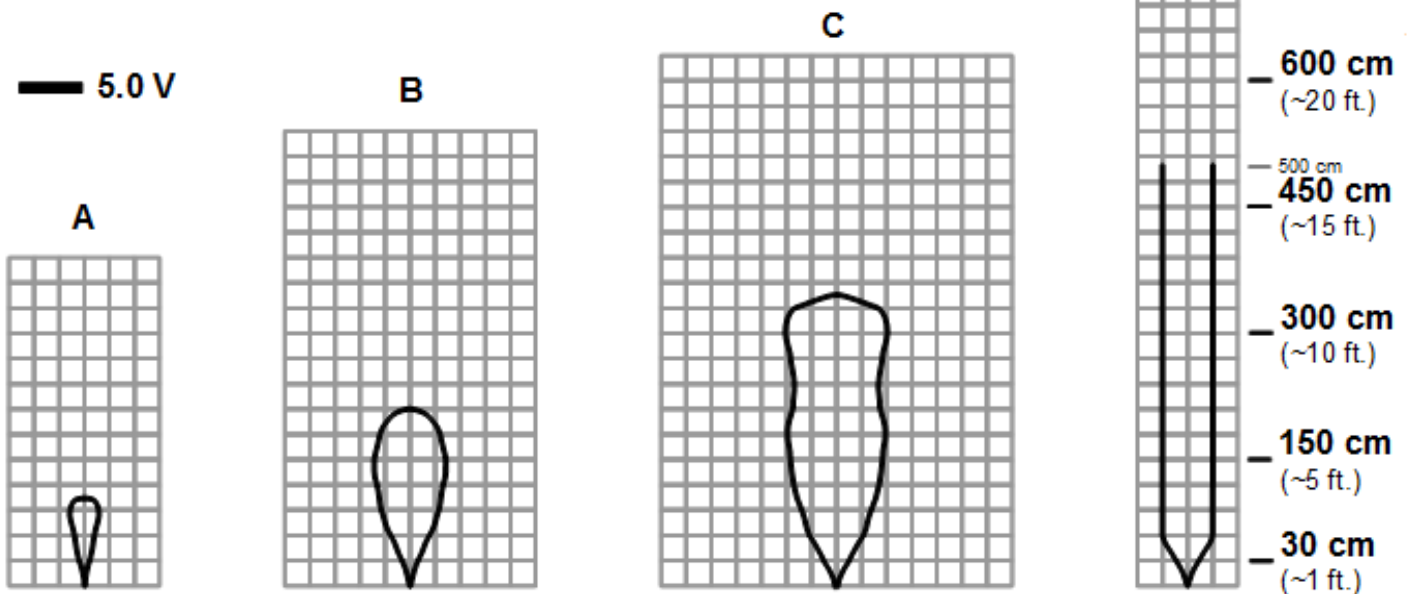 C
600 cm
(~20 ft.)
5.0 V
B
500 cm
450 cm
(~15 ft.)
A
300 cm
(~10 ft.)
150 cm
(~5 ft.)
30 cm
(~1 ft.)